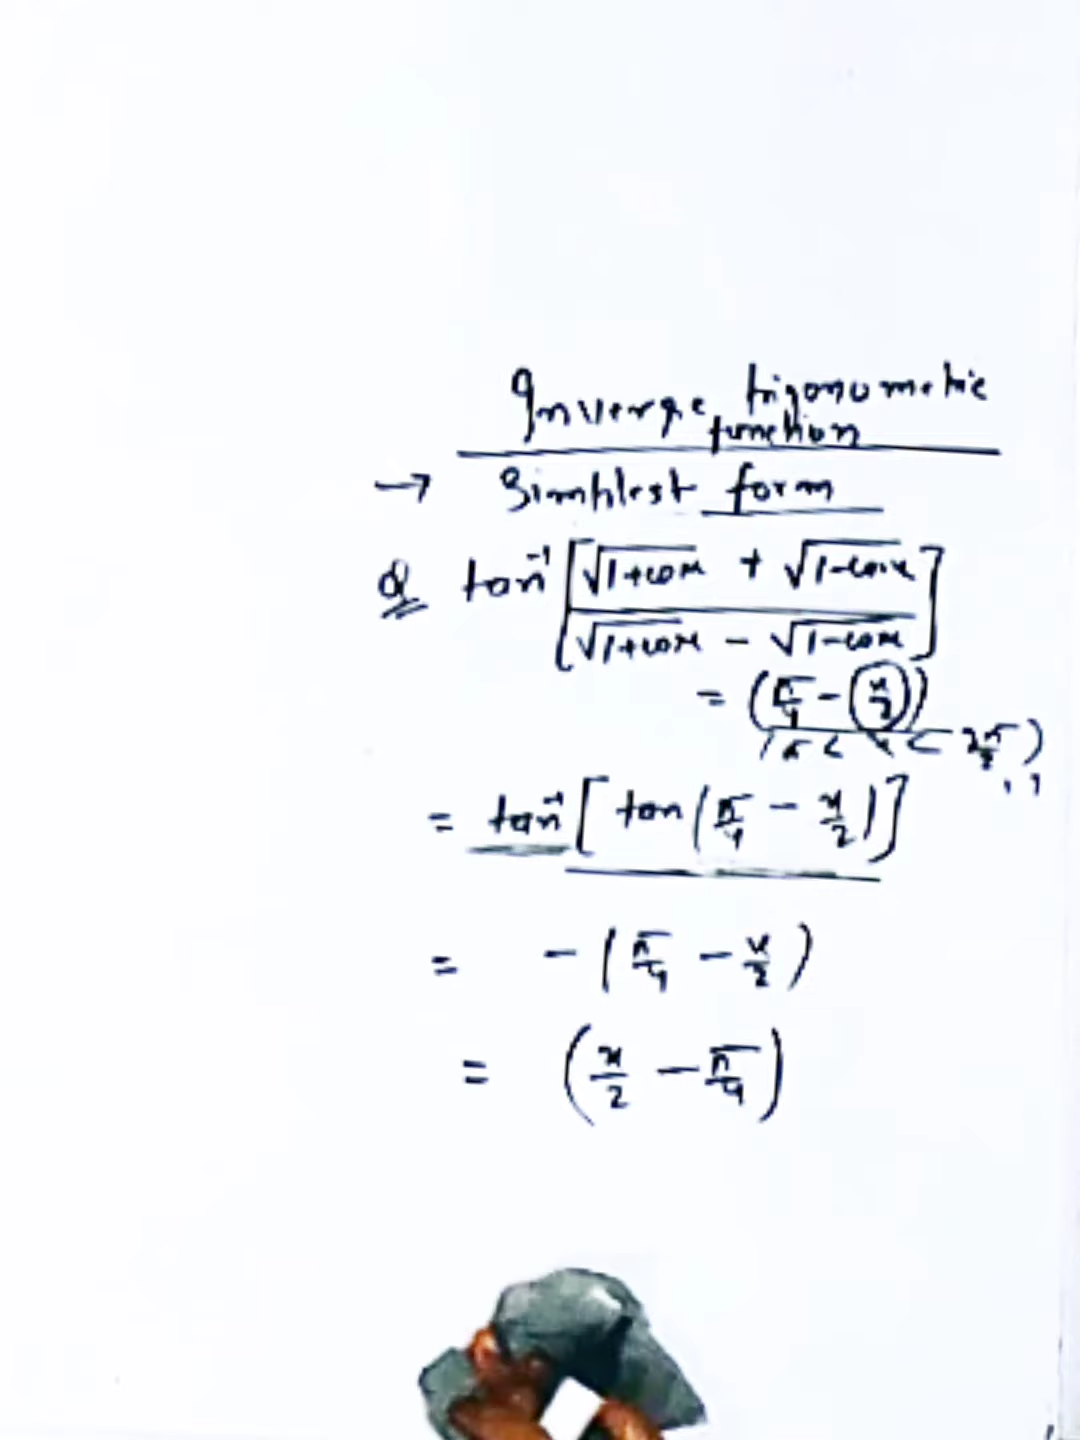 Inverse trigonometric
function
→ Simplest form
Q tan⁻¹ [√1+cosx + √1-cosx / √1+cosx - √1-cosx]
= (π/4 - (x/2))
(π < x < 2π)
= tan⁻¹ [tan(π/4 - x/2)]
= -(π/4 - x/2)
= (x/2 - π/4)